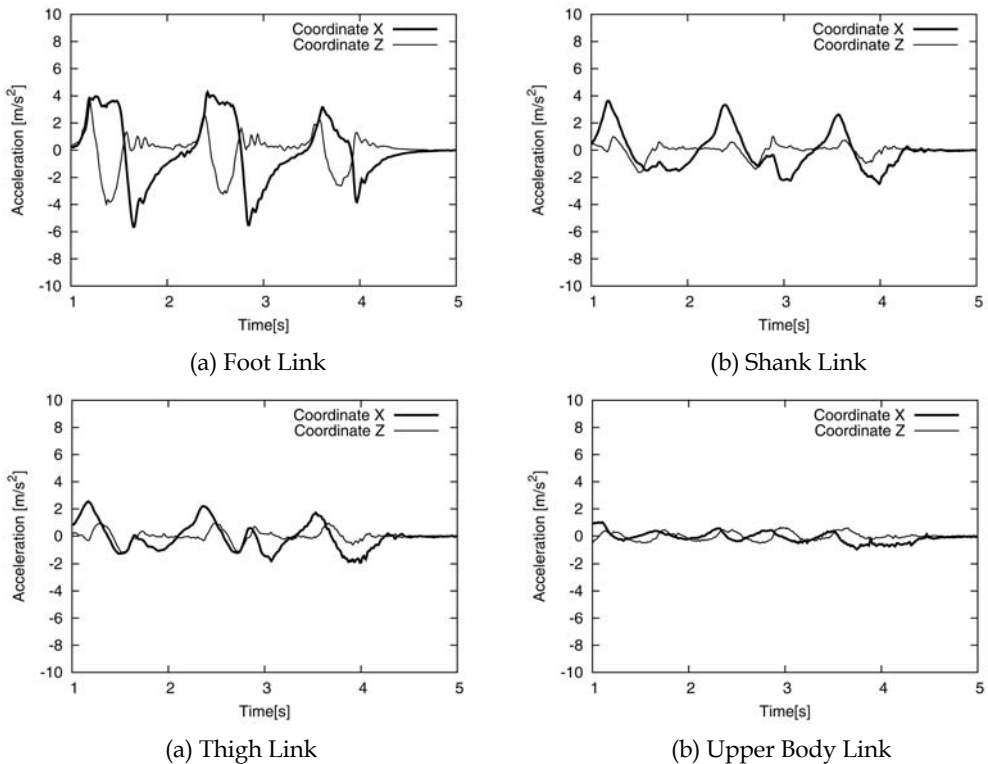 10
8
6
4
2
0
-2
-4
-6
-8
-10
Acceleration [m/s²]
Coordinate X
Coordinate Z
1 2 3 4 5
Time[s]
(a) Foot Link
10
8
6
4
2
0
-2
-4
-6
-8
-10
Acceleration [m/s²]
Coordinate X
Coordinate Z
1 2 3 4 5
Time[s]
(b) Shank Link
10
8
6
4
2
0
-2
-4
-6
-8
-10
Acceleration [m/s²]
Coordinate X
Coordinate Z
1 2 3 4 5
Time[s]
(a) Thigh Link
10
8
6
4
2
0
-2
-4
-6
-8
-10
Acceleration [m/s²]
Coordinate X
Coordinate Z
1 2 3 4 5
Time[s]
(b) Upper Body Link